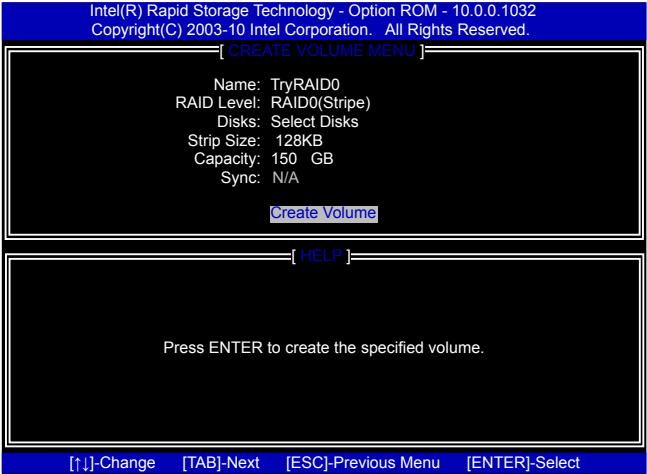 Intel(R) Rapid Storage Technology - Option ROM - 10.0.0.1032
Copyright(C) 2003-10 Intel Corporation. All Rights Reserved.
[ CREATE VOLUME MENU ]
Name: TryRAID0
RAID Level: RAID0(Stripe)
Disks: Select Disks
Strip Size: 128KB
Capacity: 150 GB
Sync: N/A
Create Volume
[ HELP ]
Press ENTER to create the specified volume.
[↑↓]-Change [TAB]-Next [ESC]-Previous Menu [ENTER]-Select